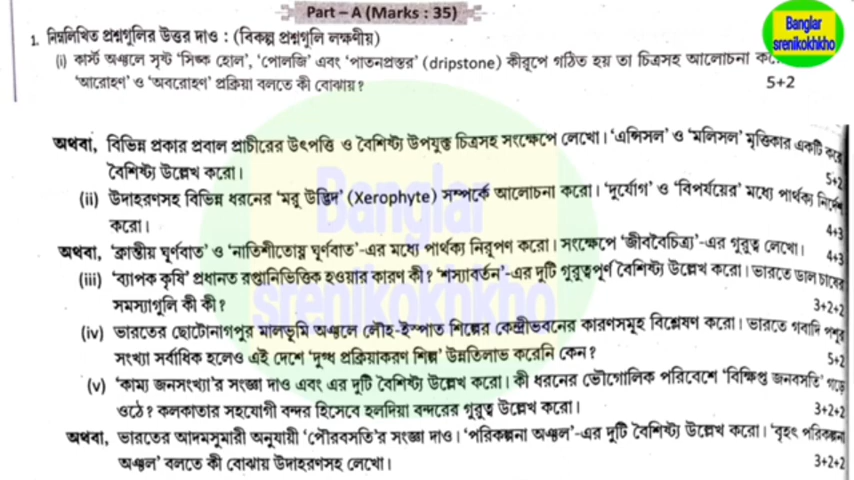 Part – A (Marks : 35)
Banglar
srenikokhkho
1. নিম্নলিখিত প্রশ্নগুলির উত্তর দাও : (বিকল্প প্রশ্নগুলি লক্ষণীয়)
(i) কার্স্ট অঞ্চলে সৃষ্ট 'সিঙ্ক হোল', 'পোলজি এবং 'পাতনপ্রস্তর' (dripstone) কীরূপে গঠিত হয় তা চিত্রসহ আলোচনা
'আরোহণ' ও 'অবরোহণ' প্রক্রিয়া বলতে কী বোঝায়? 5+2
অথবা, বিভিন্ন প্রকার প্রবাল প্রাচীরের উৎপত্তি ও বৈশিষ্ট্য উপযুক্ত চিত্রসহ সংক্ষেপে লেখো। 'এন্টিসল' ও 'মলিসল' মৃত্তিকার একটি করে
বৈশিষ্ট্য উল্লেখ করো। 5+2
(ii) উদাহরণসহ বিভিন্ন ধরনের 'মরু উদ্ভিদ' (Xerophyte) সম্পর্কে আলোচনা করো। 'দুর্যোগ' ও 'বিপর্যয়ের' মধ্যে পার্থক্য নির্দেশ
করো। 4+3
অথবা, 'ক্রান্তীয় ঘূর্ণবাত' ও 'নাতিশীতোষ্ণ ঘূর্ণবাত'-এর মধ্যে পার্থক্য নিরূপণ করো। সংক্ষেপে 'জীববৈচিত্র্য'-এর গুরুত্ব লেখো। 4+3
(iii) 'ব্যাপক কৃষি' প্রধানত রপ্তানিভিত্তিক হওয়ার কারণ কী? 'শস্যাবর্তন'-এর দুটি গুরুত্বপূর্ণ বৈশিষ্ট্য উল্লেখ করো। ভারতে ডাল চাষের
সমস্যাগুলি কী কী? 3+2+2
(iv) ভারতের ছোটোনাগপুর মালভূমি অঞ্চলে লৌহ-ইস্পাত শিল্পের কেন্দ্রীভবনের কারণসমূহ বিশ্লেষণ করো। ভারতে গবাদি পশুর
সংখ্যা সর্বাধিক হলেও এই দেশে 'দুগ্ধ প্রক্রিয়াকরণ শিল্প' উন্নতিলাভ করেনি কেন? 5+2
(v) 'কাম্য জনসংখ্যা'র সংজ্ঞা দাও এবং এর দুটি বৈশিষ্ট্য উল্লেখ করো। কী ধরনের ভৌগোলিক পরিবেশে 'বিক্ষিপ্ত জনবসতি' গড়ে
ওঠে? কলকাতার সহযোগী বন্দর হিসেবে হলদিয়া বন্দরের গুরুত্ব উল্লেখ করো। 3+2+2
অথবা, ভারতের আদমসুমারী অনুযায়ী 'পৌরবসতি'র সংজ্ঞা দাও। 'পরিকল্পনা অঞ্চল'-এর দুটি বৈশিষ্ট্য উল্লেখ করো। 'বৃহৎ পরিকল্পনা
অঞ্চল' বলতে কী বোঝায় উদাহরণসহ লেখো। 3+2+2
Banglar
srenikokhkho